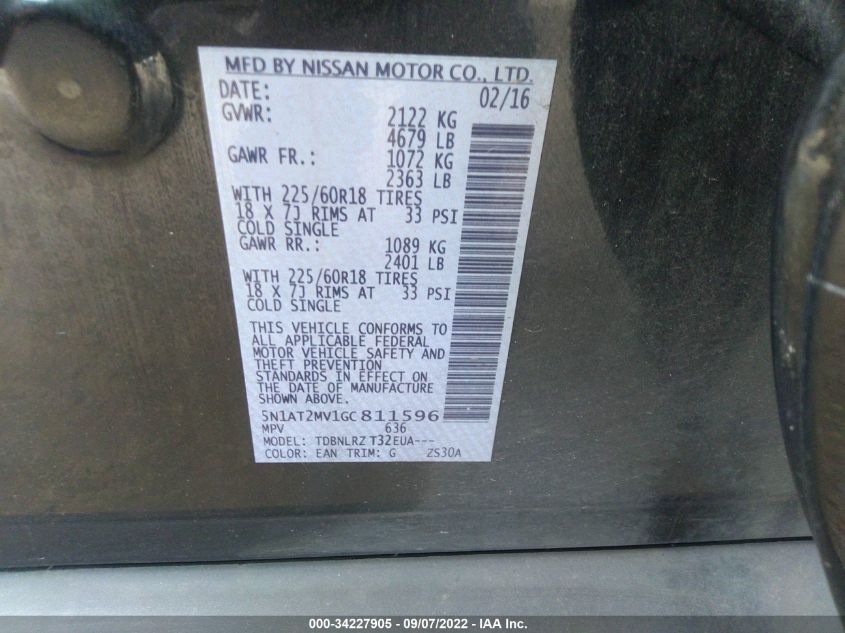 MFD BY NISSAN MOTOR CO., LTD.
DATE: 02/16
GVWR: 2122 KG
4679 LB
GAWR FR.: 1072 KG
2363 LB
WITH 225/60R18 TIRES
18 X 7J RIMS AT 33 PSI
COLD SINGLE
GAWR RR.: 1089 KG
2401 LB
WITH 225/60R18 TIRES
18 X 7J RIMS AT 33 PSI
COLD SINGLE
THIS VEHICLE CONFORMS TO
ALL APPLICABLE FEDERAL
MOTOR VEHICLE SAFETY AND
THEFT PREVENTION
STANDARDS IN EFFECT ON
THE DATE OF MANUFACTURE
SHOWN ABOVE.
5N1AT2MV1GC811596
MPV 636
MODEL: TDBNLRZ T32EUA---
COLOR: EAN TRIM: G ZS30A
000-34227905 - 09/07/2022 - IAA Inc.